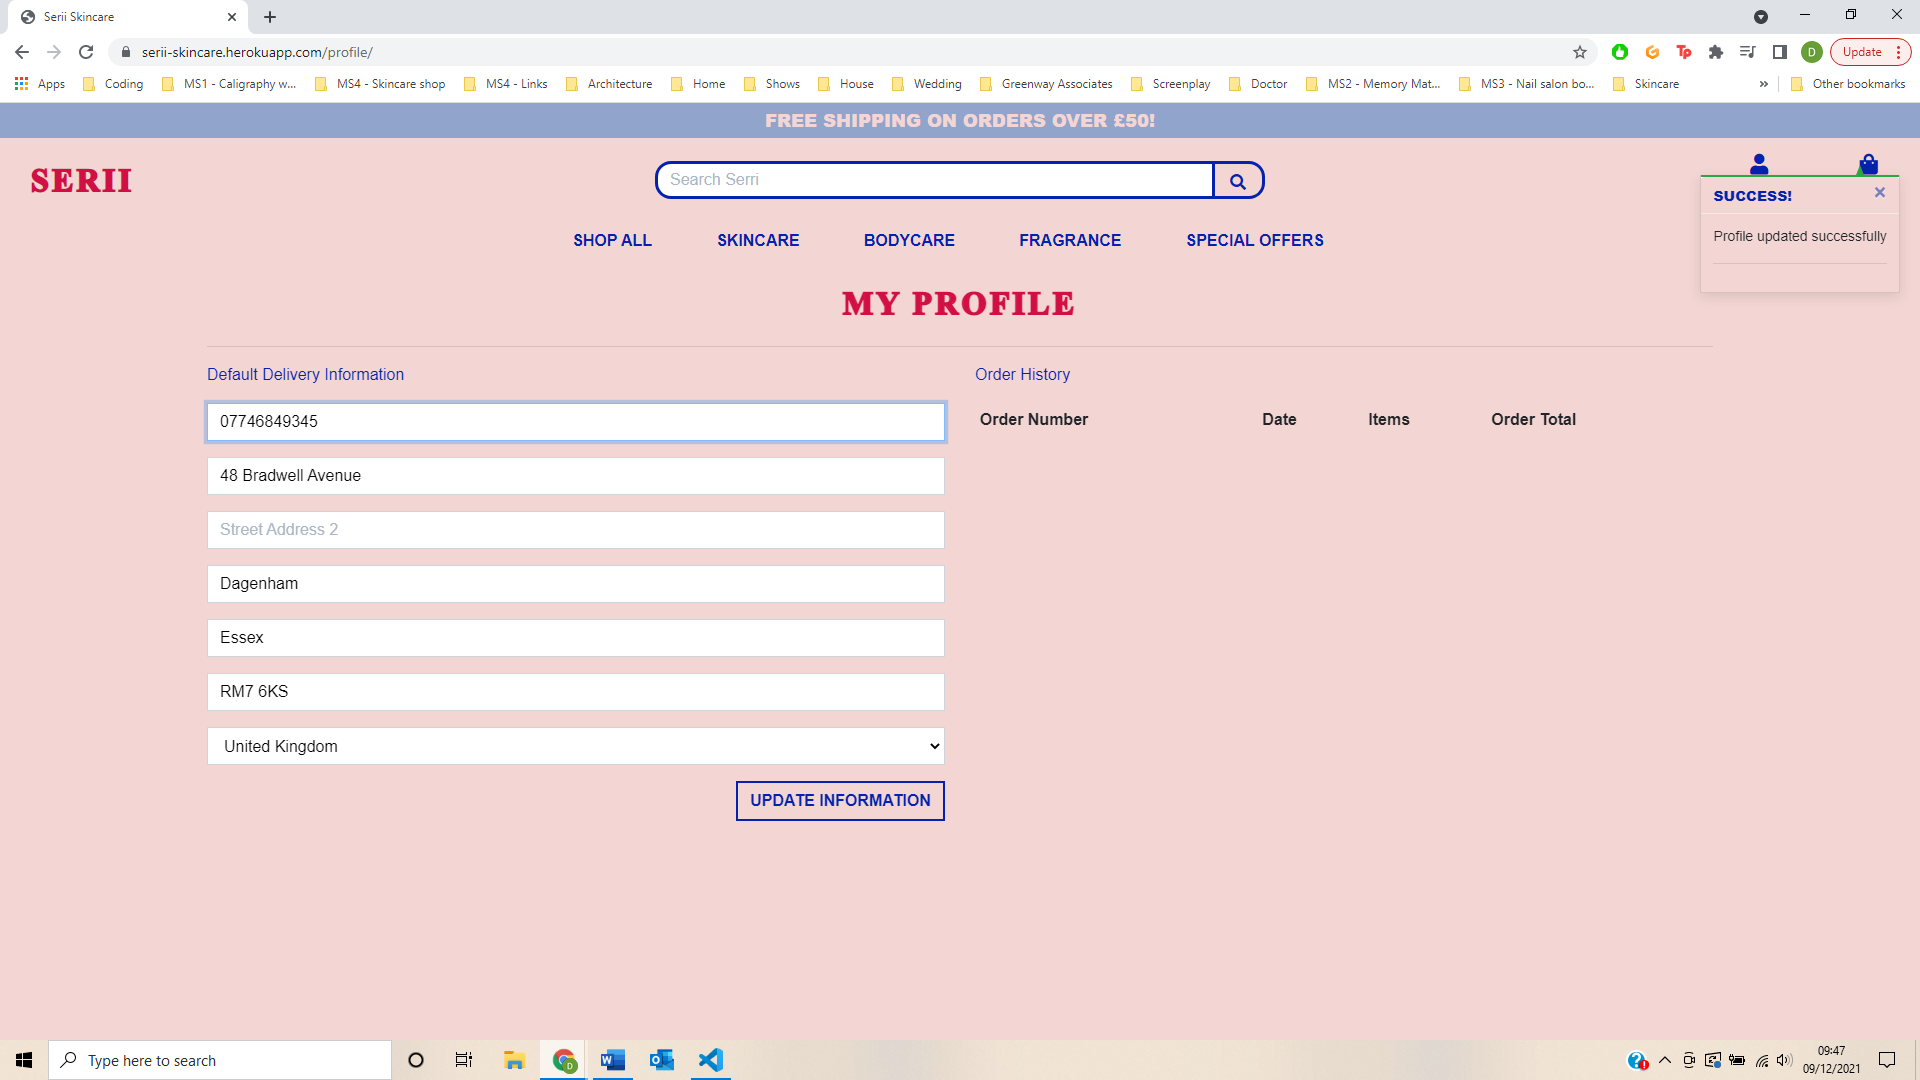 Serii Skincare
serii-skincare.herokuapp.com/profile/
Tp
D
Update
Apps
Coding
MS1 - Caligraphy w...
MS4 - Skincare shop
MS4 - Links
Architecture
Home
Shows
House
Wedding
Greenway Associates
Screenplay
Doctor
MS2 - Memory Mat...
MS3 - Nail salon bo...
Skincare
»
Other bookmarks
FREE SHIPPING ON ORDERS OVER £50!
SERII
Search Serri
SUCCESS!
Profile updated successfully
SHOP ALL
SKINCARE
BODYCARE
FRAGRANCE
SPECIAL OFFERS
MY PROFILE
Default Delivery Information
07746849345
48 Bradwell Avenue
Street Address 2
Dagenham
Essex
RM7 6KS
United Kingdom
UPDATE INFORMATION
Order History
Order Number
Date
Items
Order Total
Type here to search
09:47
09/12/2021